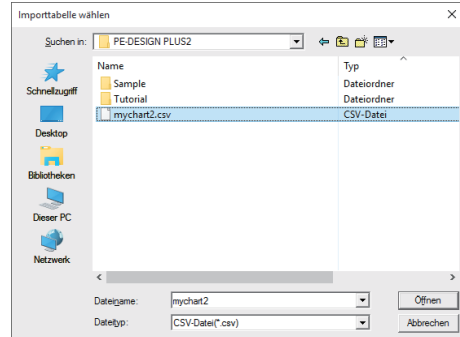 Importtabelle wählen
Suchen in: PE-DESIGN PLUS2
Name Typ
Sample Dateiordner
Tutorial Dateiordner
mychart2.csv CSV-Datei
Schnellzugriff
Desktop
Bibliotheken
Dieser PC
Netzwerk
Dateiname: mychart2 Öffnen
Dateityp: CSV-Datei(*.csv) Abbrechen